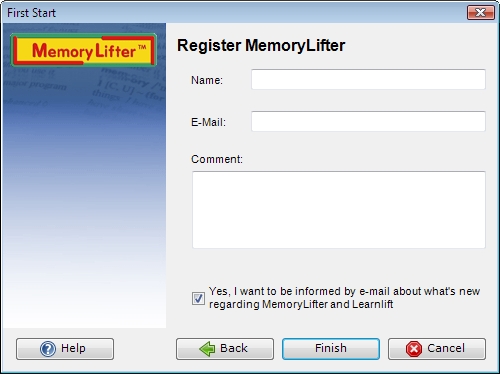 First Start
MemoryLifter™
Register MemoryLifter
Name:
E-Mail:
Comment:
Yes, I want to be informed by e-mail about what's new
regarding MemoryLifter and Learnlift
Help
Back
Finish
Cancel